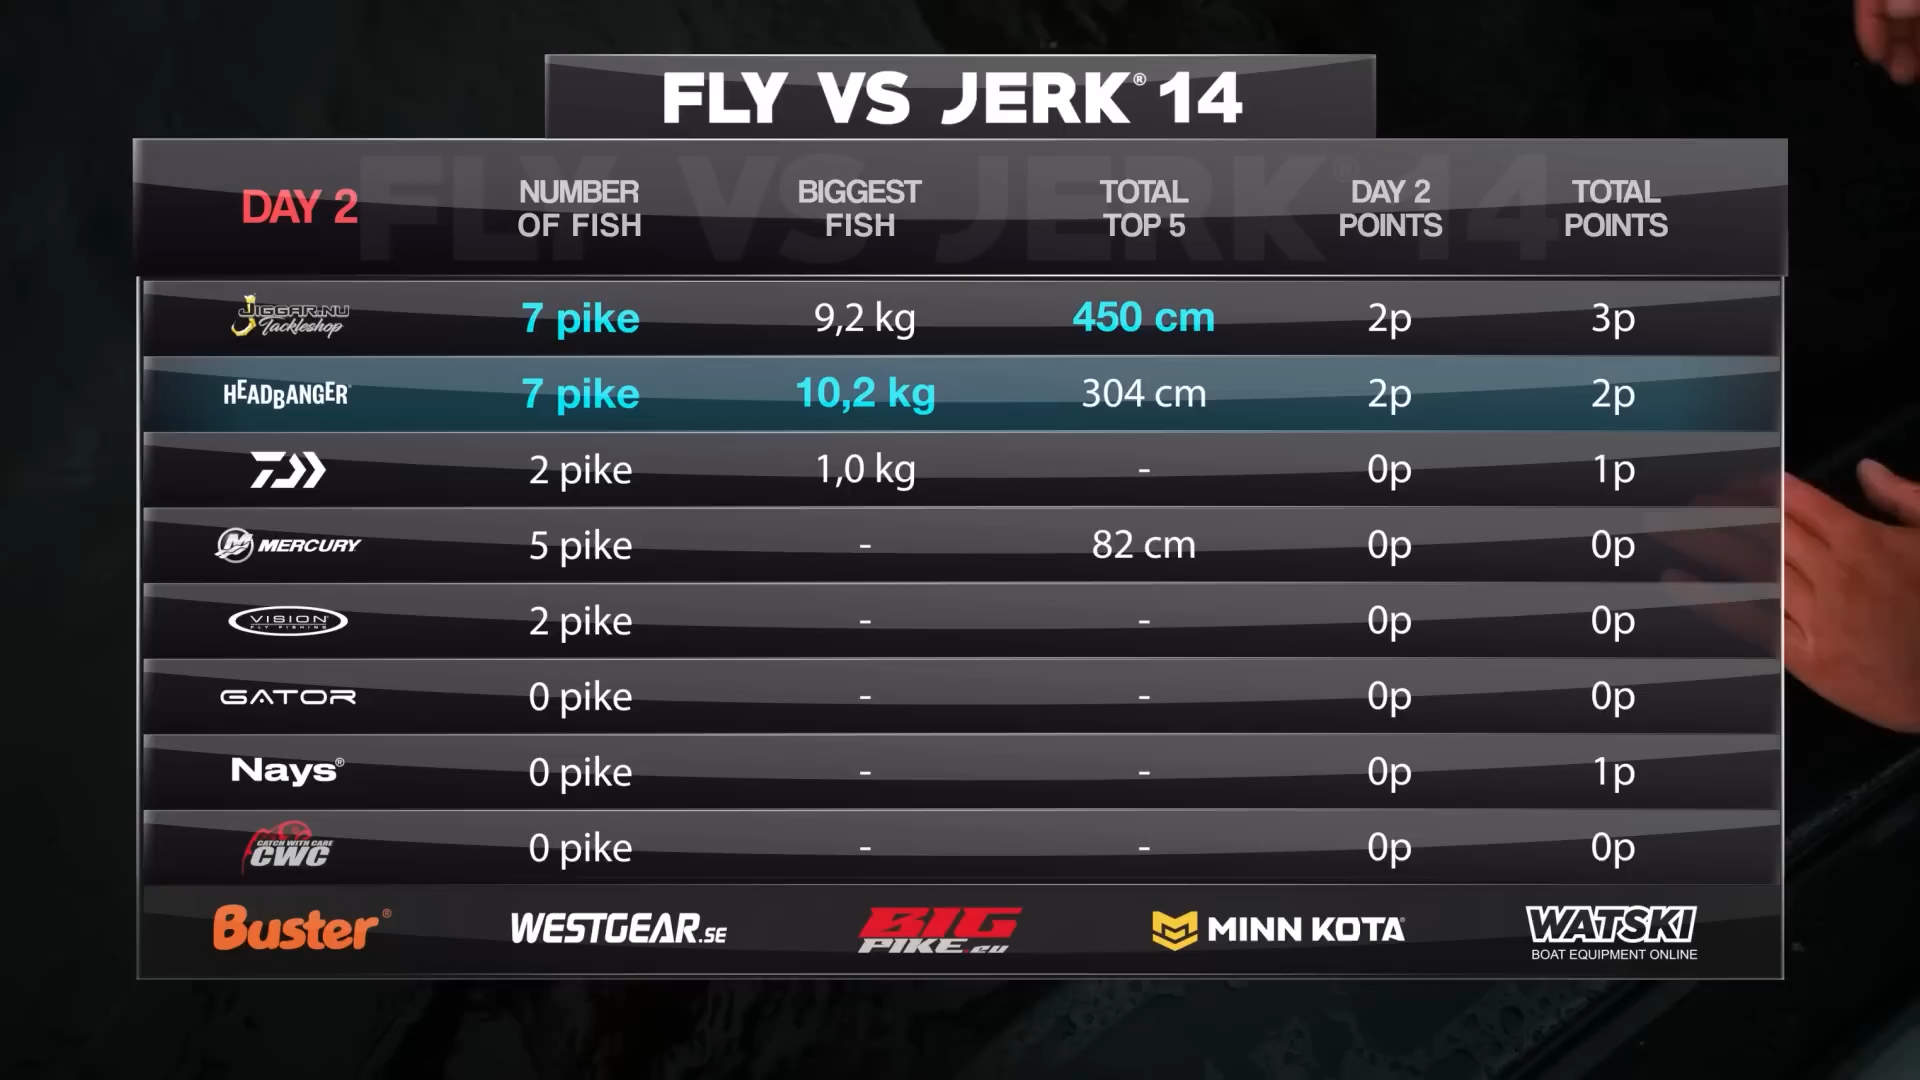 FLY VS JERK® 14
DAY 2
NUMBER OF FISH
BIGGEST FISH
TOTAL TOP 5
DAY 2 POINTS
TOTAL POINTS
JIGGAR.NU Tackleshop 7 pike 9,2 kg 450 cm 2p 3p
HEADBANGER 7 pike 10,2 kg 304 cm 2p 2p
2 pike 1,0 kg - 0p 1p
MERCURY 5 pike - 82 cm 0p 0p
VISION FLY FISHING 2 pike - - 0p 0p
GATOR 0 pike - - 0p 0p
Nays® 0 pike - - 0p 1p
CATCH WITH CARE CWC 0 pike - - 0p 0p
Buster® WESTGEAR.SE BIG PIKE.eu MINN KOTA® WATSKI
BOAT EQUIPMENT ONLINE